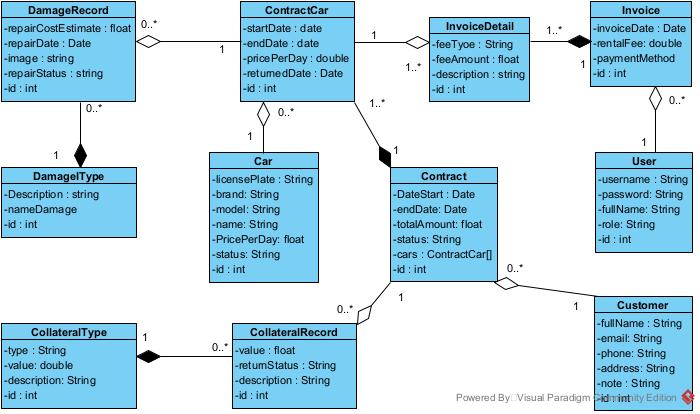 DamageRecord
-repairCostEstimate : float
-repairDate : Date
-image : string
-repairStatus : string
-id : int
0..*
1
ContractCar
-startDate : date
-endDate : date
-pricePerDay : double
-returnedDate : Date
-id : int
1
1..*
InvoiceDetail
-feeTyoe : String
-feeAmount : float
-description : string
-id : int
1..*
1
Invoice
-invoiceDate : Date
-rentalFee: double
-paymentMethod
-id : int
0..*
1
0..*
1
1..*
1
0..*
1
DamagelType
-Description : string
-nameDamage
-id : int
Car
-licensePlate : String
-brand: String
-model: String
-name: String
-PricePerDay: float
-status: String
-id : int
Contract
-DateStart : Date
-endDate: Date
-totalAmount: float
-status: String
-cars : ContractCar[]
-id : int
User
-username : String
-password: String
-fullName: String
-role: String
-id : int
0..*
1
1
0..*
CollateralType
-type : String
-value: double
-description: String
-id : int
1
0..*
CollateralRecord
-value : float
-returnStatus : String
-description : String
-id : int
Customer
-fullName : String
-email: String
-phone: String
-address: String
-note : String
-id : int
Powered By Visual Paradigm Community Edition